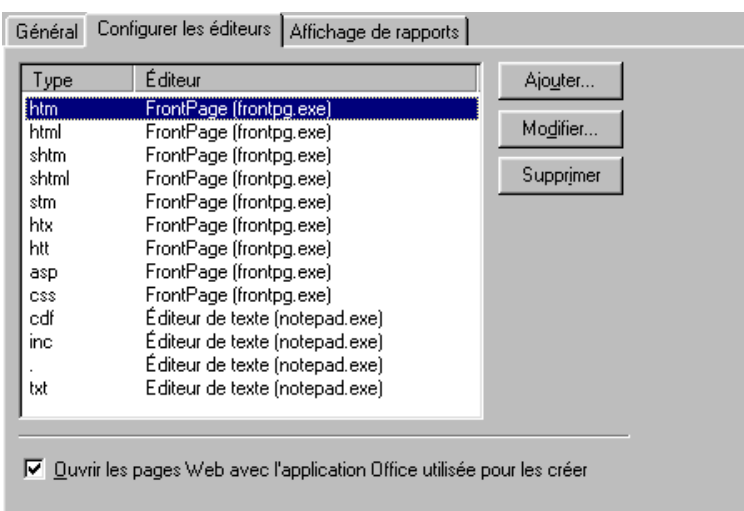 Général Configurer les éditeurs Affichage de rapports
Type Éditeur
htm FrontPage (frontpg.exe)
html FrontPage (frontpg.exe)
shtm FrontPage (frontpg.exe)
shtml FrontPage (frontpg.exe)
stm FrontPage (frontpg.exe)
htx FrontPage (frontpg.exe)
htt FrontPage (frontpg.exe)
asp FrontPage (frontpg.exe)
css FrontPage (frontpg.exe)
cdf Éditeur de texte (notepad.exe)
inc Éditeur de texte (notepad.exe)
. Éditeur de texte (notepad.exe)
txt Éditeur de texte (notepad.exe)
Ajouter...
Modifier...
Supprimer
Ouvrir les pages Web avec l'application Office utilisée pour les créer